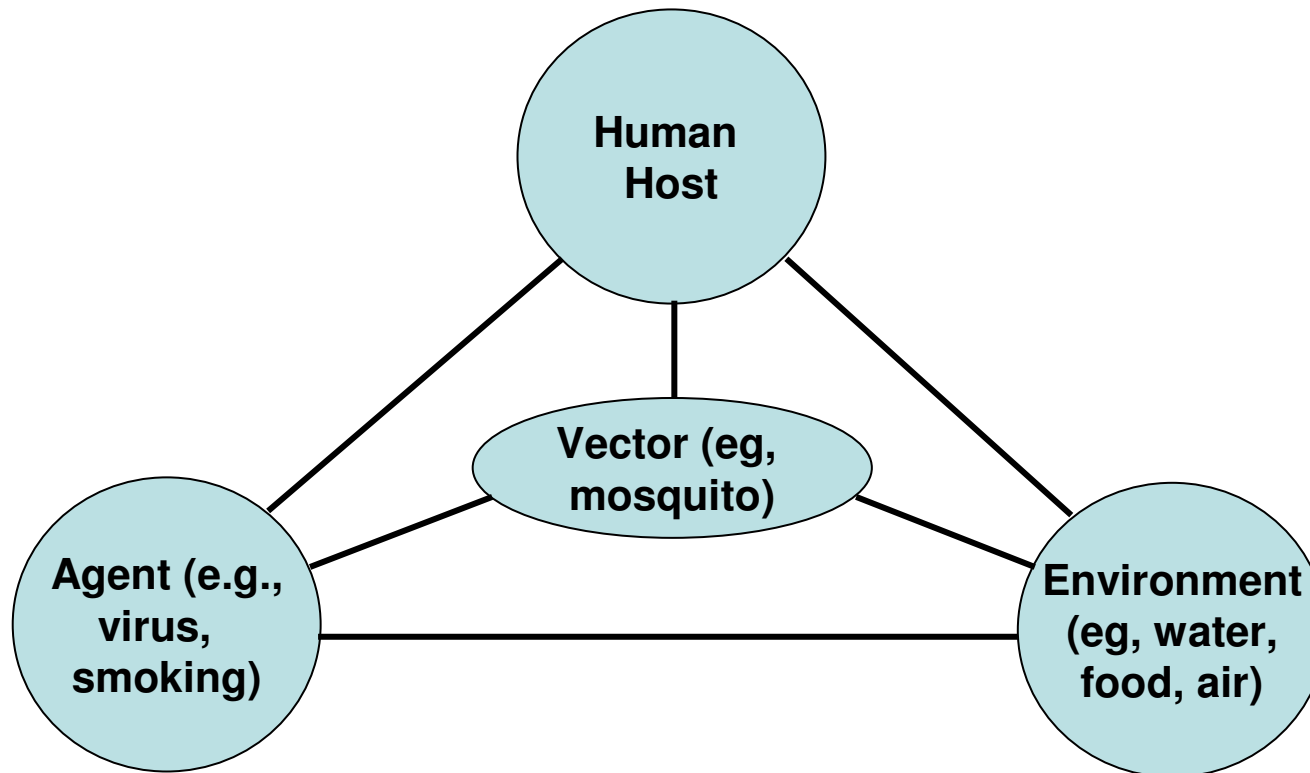 Human
Host
Vector (eg,
mosquito)
Agent (e.g.,
virus,
smoking)
Environment
(eg, water,
food, air)